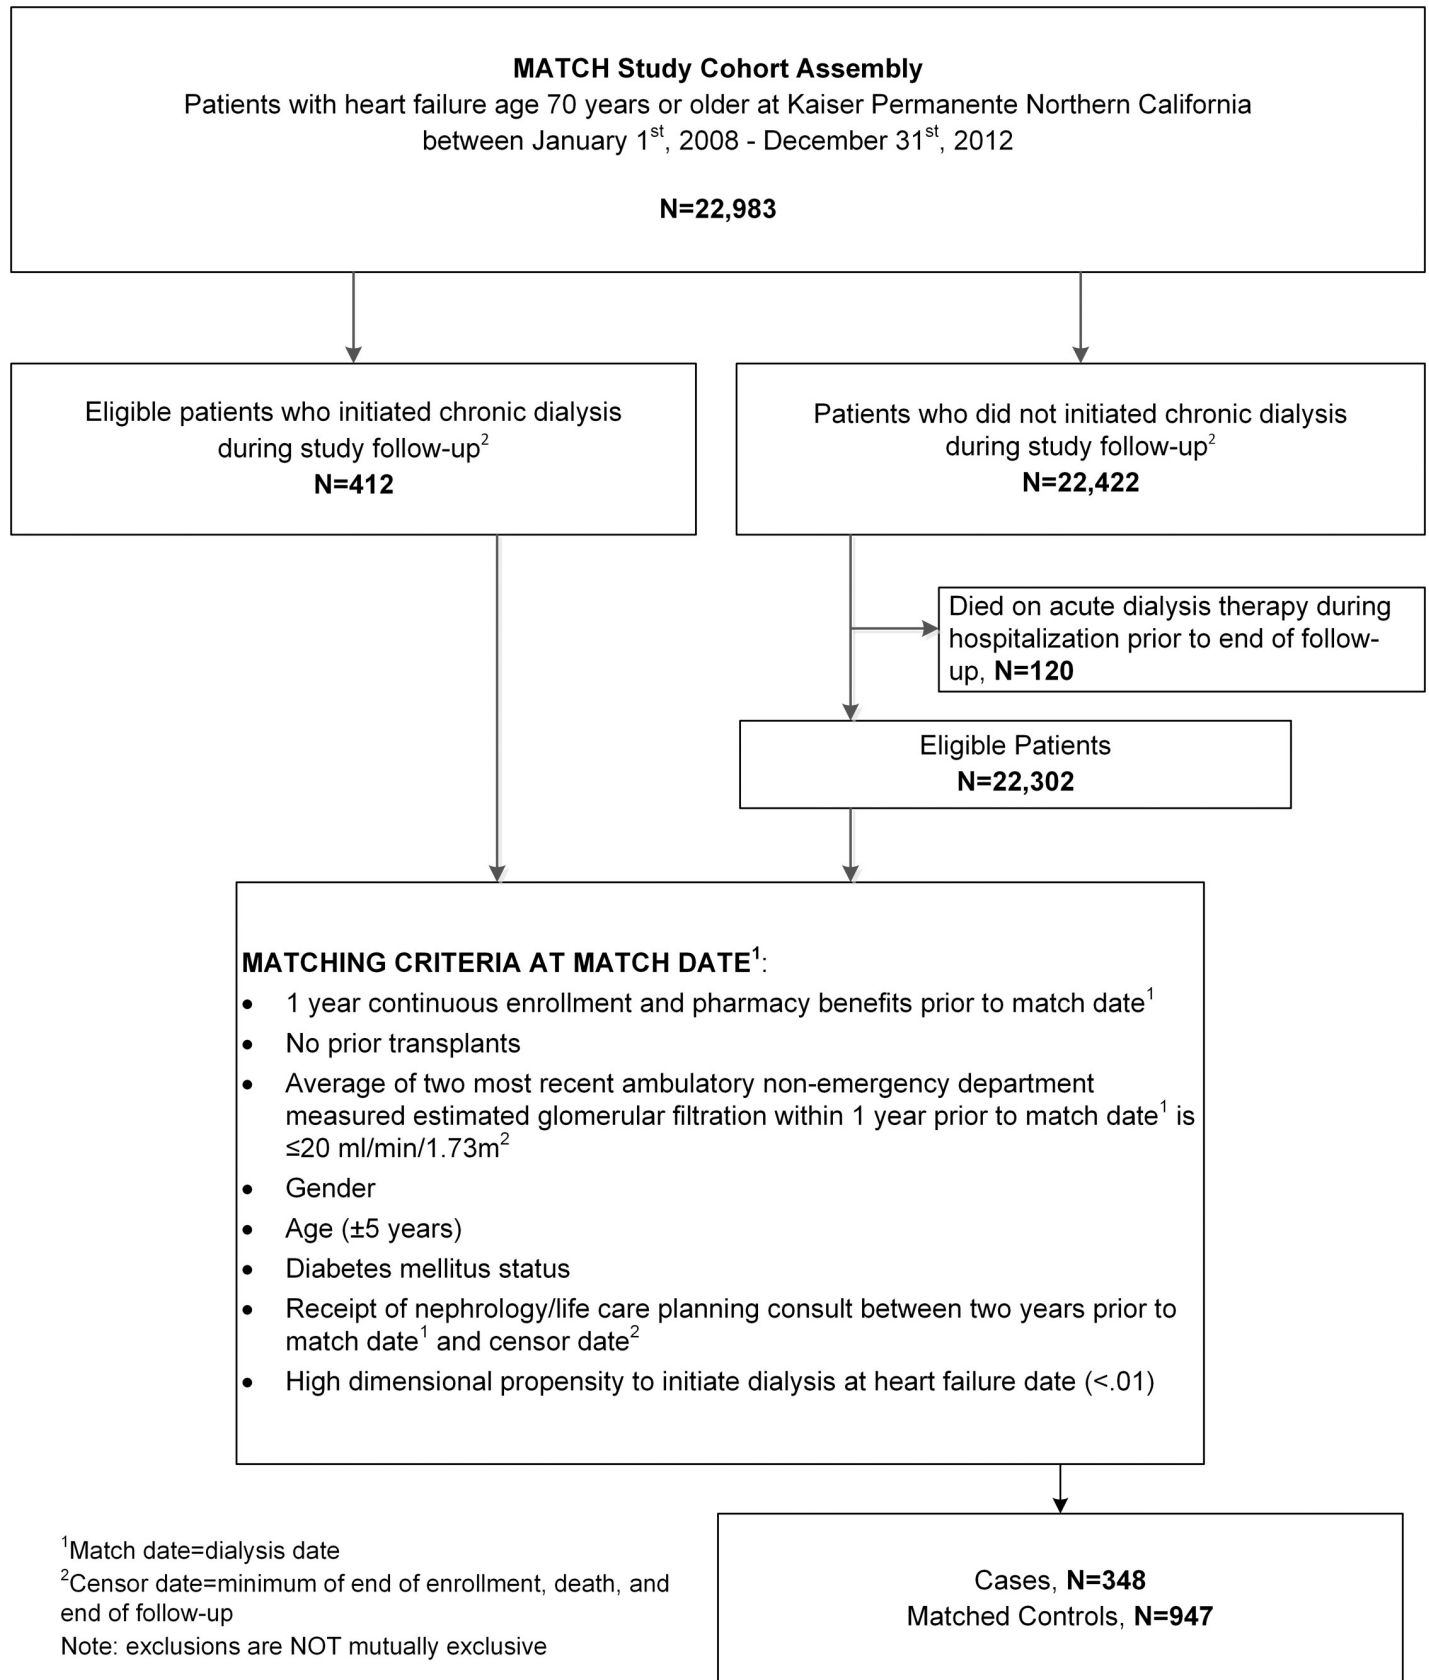 MATCH Study Cohort Assembly
Patients with heart failure age 70 years or older at Kaiser Permanente Northern California
between January 1st, 2008 - December 31st, 2012
N=22,983
Eligible patients who initiated chronic dialysis
during study follow-up2
N=412
Patients who did not initiated chronic dialysis
during study follow-up2
N=22,422
Died on acute dialysis therapy during
hospitalization prior to end of follow-
up, N=120
Eligible Patients
N=22,302
MATCHING CRITERIA AT MATCH DATE1:
• 1 year continuous enrollment and pharmacy benefits prior to match date1
• No prior transplants
• Average of two most recent ambulatory non-emergency department
measured estimated glomerular filtration within 1 year prior to match date1 is
≤20 ml/min/1.73m2
• Gender
• Age (±5 years)
• Diabetes mellitus status
• Receipt of nephrology/life care planning consult between two years prior to
match date1 and censor date2
• High dimensional propensity to initiate dialysis at heart failure date (<.01)
1Match date=dialysis date
2Censor date=minimum of end of enrollment, death, and
end of follow-up
Note: exclusions are NOT mutually exclusive
Cases, N=348
Matched Controls, N=947